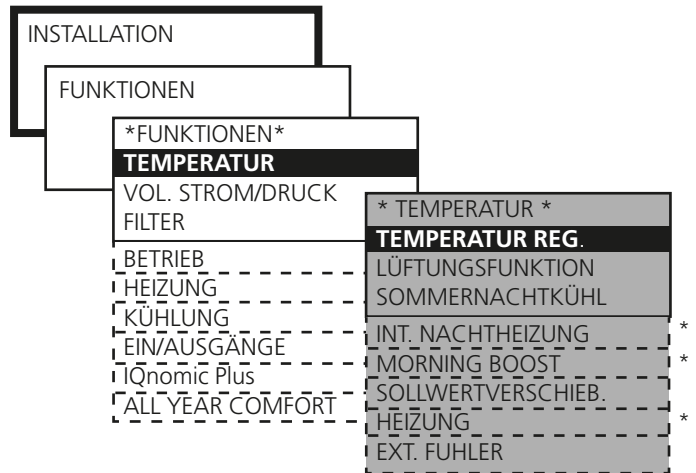 INSTALLATION
FUNKTIONEN
*FUNKTIONEN*
TEMPERATUR
VOL. STROM/DRUCK
FILTER
BETRIEB
HEIZUNG
KÜHLUNG
EIN/AUSGÄNGE
IQnomic Plus
ALL YEAR COMFORT
* TEMPERATUR *
TEMPERATUR REG.
LÜFTUNGSFUNKTION
SOMMERNACHTKÜHL
INT. NACHTHEIZUNG *
MORNING BOOST *
SOLLWERTVERSCHIEB.
HEIZUNG *
EXT. FUHLER